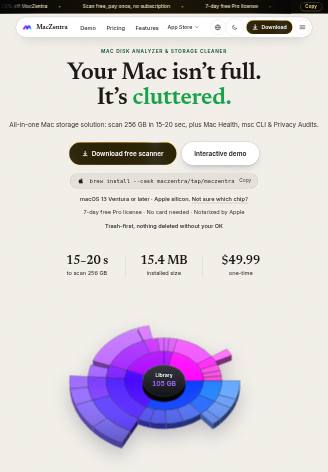 off MacZentra • Free, pay once, no subscription • 7-day free Pro license • Copy
MacZentra Demo Pricing Features App Store Download
MAC DISK ANALYZER & STORAGE CLEANER
Your Mac isn't full.
It's cluttered.
All-in-one Mac storage solution: scan 256 GB in 15-20 sec, plus Mac Health, msc CLI & Privacy Audits.
Download free scanner Interactive demo
brew install --cask maczentra/tap/maczentra Copy
macOS 13 Ventura or later · Apple silicon. Not sure which chip?
7-day free Pro license · No card needed · Notarized by Apple
Trash-first, nothing deleted without your OK
15–20 s 15.4 MB $49.99
to scan 256 GB installed size one-time
Library
105 GB